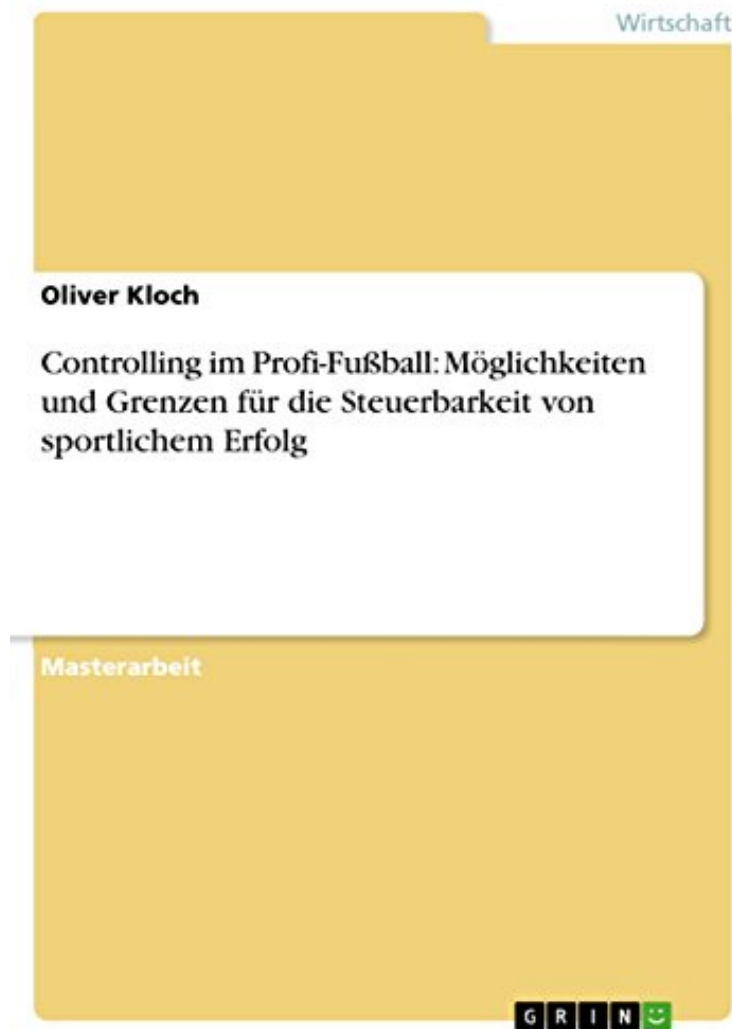 Wirtschaft
Oliver Kloch
Controlling im Profi-Fußball: Möglichkeiten
und Grenzen für die Steuerbarkeit von
sportlichem Erfolg
Masterarbeit
GRIN